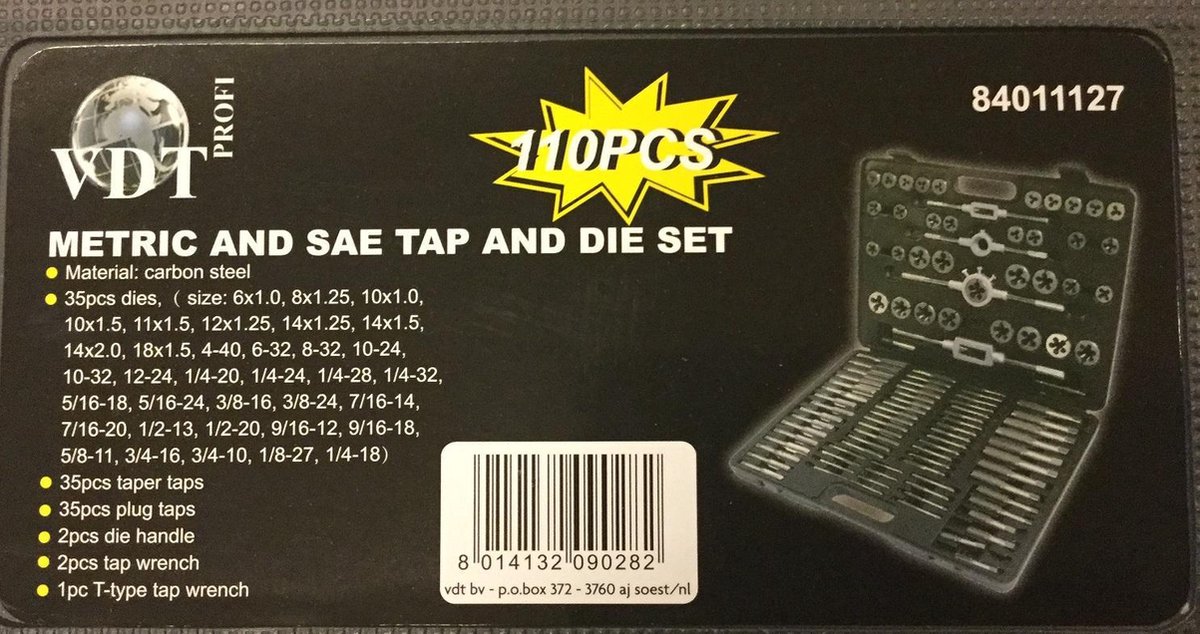 VDT PROFI
110PCS
84011127
METRIC AND SAE TAP AND DIE SET
Material: carbon steel
35pcs dies,( size: 6x1.0, 8x1.25, 10x1.0,
10x1.5, 11x1.5, 12x1.25, 14x1.25, 14x1.5,
14x2.0, 18x1.5, 4-40, 6-32, 8-32, 10-24,
10-32, 12-24, 1/4-20, 1/4-24, 1/4-28, 1/4-32,
5/16-18, 5/16-24, 3/8-16, 3/8-24, 7/16-14,
7/16-20, 1/2-13, 1/2-20, 9/16-12, 9/16-18,
5/8-11, 3/4-16, 3/4-10, 1/8-27, 1/4-18)
35pcs taper taps
35pcs plug taps
2pcs die handle
2pcs tap wrench
1pc T-type tap wrench
8 014132 090282
vdt bv - p.o.box 372 - 3760 aj soest/nl